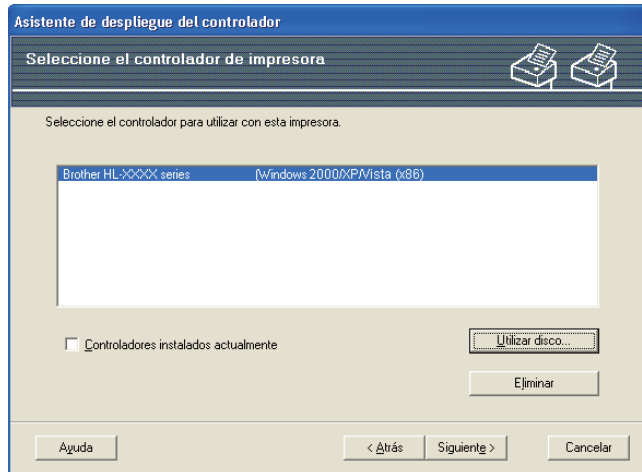 Asistente de despliegue del controlador
Seleccione el controlador de impresora
Seleccione el controlador para utilizar con esta impresora.
Brother HL-XXXX series (Windows 2000/XP/Vista (x86)
Controladores instalados actualmente
Utilizar disco...
Eliminar
Ayuda < Atrás Siguiente > Cancelar